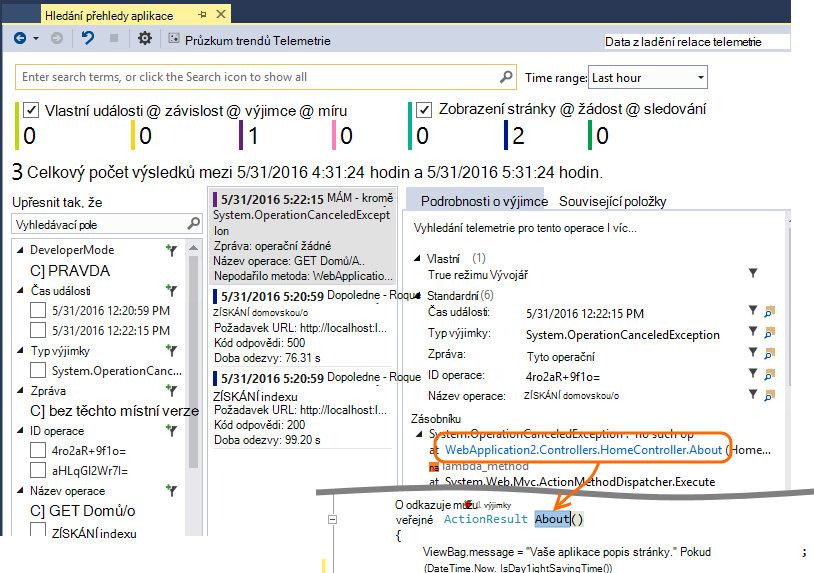 Hledání přehledy aplikace
Průzkum trendů Telemetrie
Data z ladění relace telemetrie
Enter search terms, or click the Search icon to show all
Time range: Last hour
Vlastní události @ závislost @ výjimce @ míru
0 0 1 0
Zobrazení stránky @ žádost @ sledování
0 2 0
3 Celkový počet výsledků mezi 5/31/2016 4:31:24 hodin a 5/31/2016 5:31:24 hodin.
Upřesnit tak, že
Vyhledávací pole
DeveloperMode
C] PRAVDA
Čas události
5/31/2016 12:20:59 PM
5/31/2016 12:22:15 PM
Typ výjimky
System.OperationCanc...
Zpráva
C] bez těchto místní verze
ID operace
4ro2aR+9f1o=
aHLqGl2Wr7l=
Název operace
C] GET Domů/o
ZÍSKÁNÍ indexu
5/31/2016 5:22:15 MÁM - kromě
System.OperationCanceledExcept
Ion
Zpráva: operační žádné
Název operace: GET Domů/A..
Nepodařilo metoda: WebApplicatio...
5/31/2016 5:20:59 Dopoledne - Roque
ZÍSKÁNÍ domovskou/o
Požadavek URL: http://localhost:l...
Kód odpovědi: 500
Doba odezvy: 76.31 s
5/31/2016 5:20:59 Dopoledne - Roque
ZÍSKÁNÍ indexu
Požadavek URL: http://localhost:l...
Kód odpovědi: 200
Doba odezvy: 99.20 s
Podrobnosti o výjimce
Související položky
Vyhledání telemetrie pro tento operace I víc...
Vlastní (1)
True režimu Vývojář
Standardní (6)
Čas události: 5/31/2016 12:22:15 PM
Typ výjimky: System.OperationCanceledException
Zpráva: Tyto operační
ID operace: 4ro2aR+9f1o=
Název operace: ZÍSKÁNÍ domovskou/o
Zásobníku
System.OperationCanceledException : no such op
at WebApplication2.Controllers.HomeController.About (Home...
na lambda_method
at System.Web.Mvc.ActionMethodDispatcher.Execute
O odkazuje můžu 1 výjimky
veřejné ActionResult About()
{
ViewBag.message = "Vaše aplikace popis stránky." Pokud ;
(DateTime.Now. IsDay1ightSavingTime())